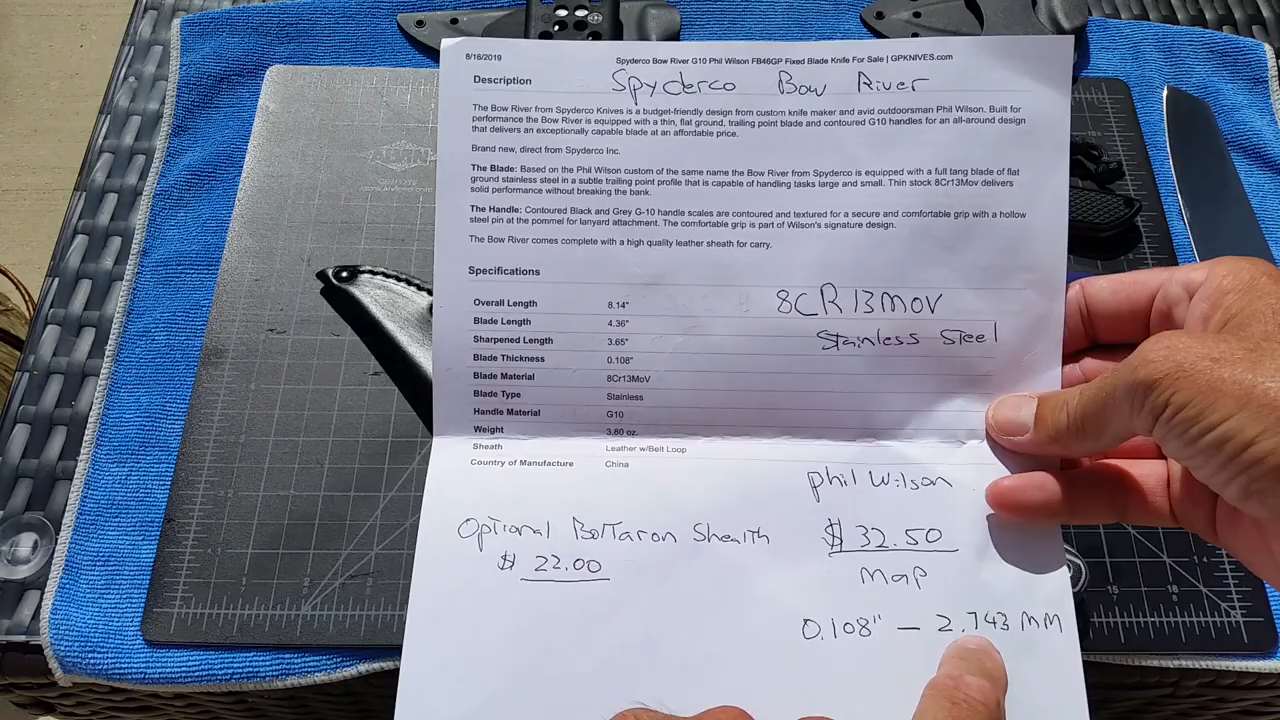 8/16/2019
Spyderco Bow River G10 Phil Wilson FB46GP Fixed Blade Knife For Sale | GPKNIVES.com
Description
Spyderco Bow River
The Bow River from Spyderco Knives is a budget-friendly design from custom knife maker and avid outdoorsman Phil Wilson. Built for
performance the Bow River is equipped with a thin, flat ground, trailing point blade and contoured G10 handles for an all-around design
that delivers an exceptionally capable blade at an affordable price.
Brand new, direct from Spyderco Inc.
The Blade: Based on the Phil Wilson custom of the same name the Bow River from Spyderco is equipped with a full tang blade of flat
ground stainless steel in a subtle trailing point profile that is capable of handling tasks large and small. Thin stock 8Cr13Mov delivers
solid performance without breaking the bank.
The Handle: Contoured Black and Grey G-10 handle scales are contoured and textured for a secure and comfortable grip with a hollow
steel pin at the pommel for lanyard attachment. The comfortable grip is part of Wilson's signature design.
The Bow River comes complete with a high quality leather sheath for carry.
Specifications
Overall Length 8.14"
Blade Length 4.36"
Sharpened Length 3.65"
Blade Thickness 0.108"
Blade Material 8Cr13MoV
Blade Type Stainless
Handle Material G10
Weight 3.80 oz.
Sheath Leather w/Belt Loop
Country of Manufacture China
8CR13MOV
Stainless Steel
Phil Wilson
Optional BolTaron Shealth
$ 22.00
$ 32.50
Map
0.108" — 2.743 MM